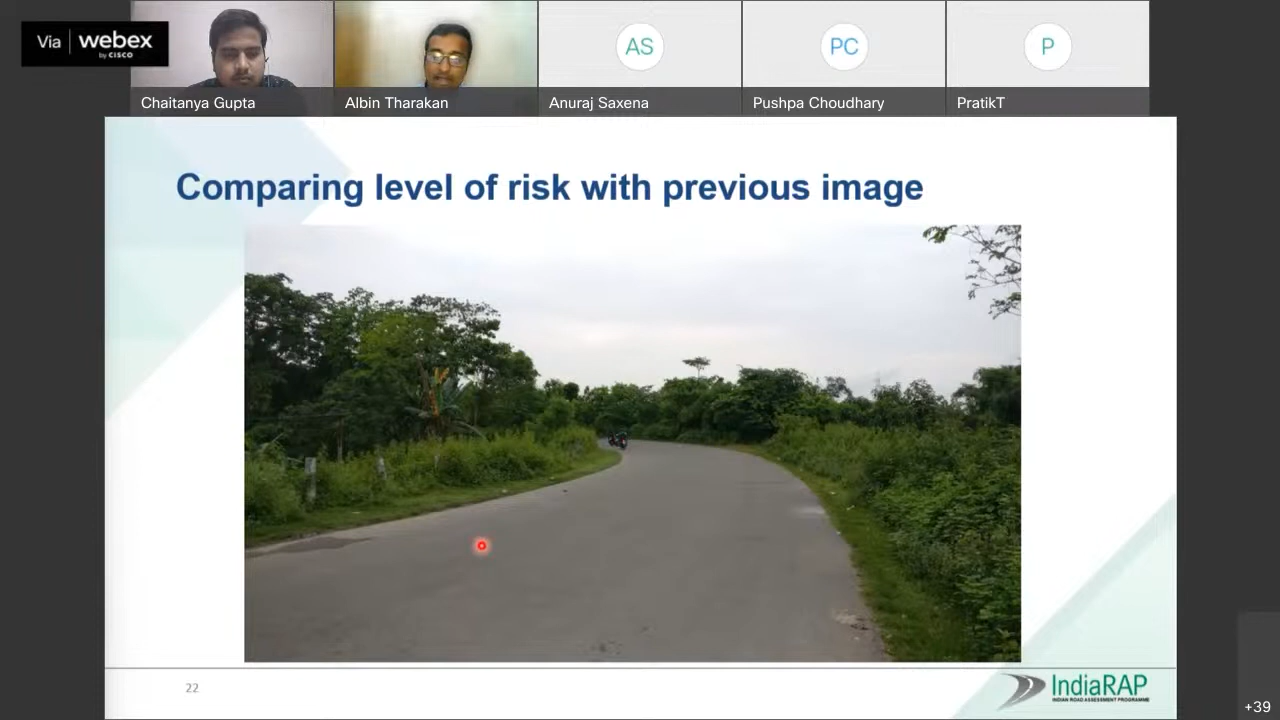 Via webex
by CISCO
AS
PC
P
Chaitanya Gupta
Albin Tharakan
Anuraj Saxena
Pushpa Choudhary
PratikT
Comparing level of risk with previous image
22
IndiaRAP
INDIAN ROAD ASSESSMENT PROGRAMME
+39